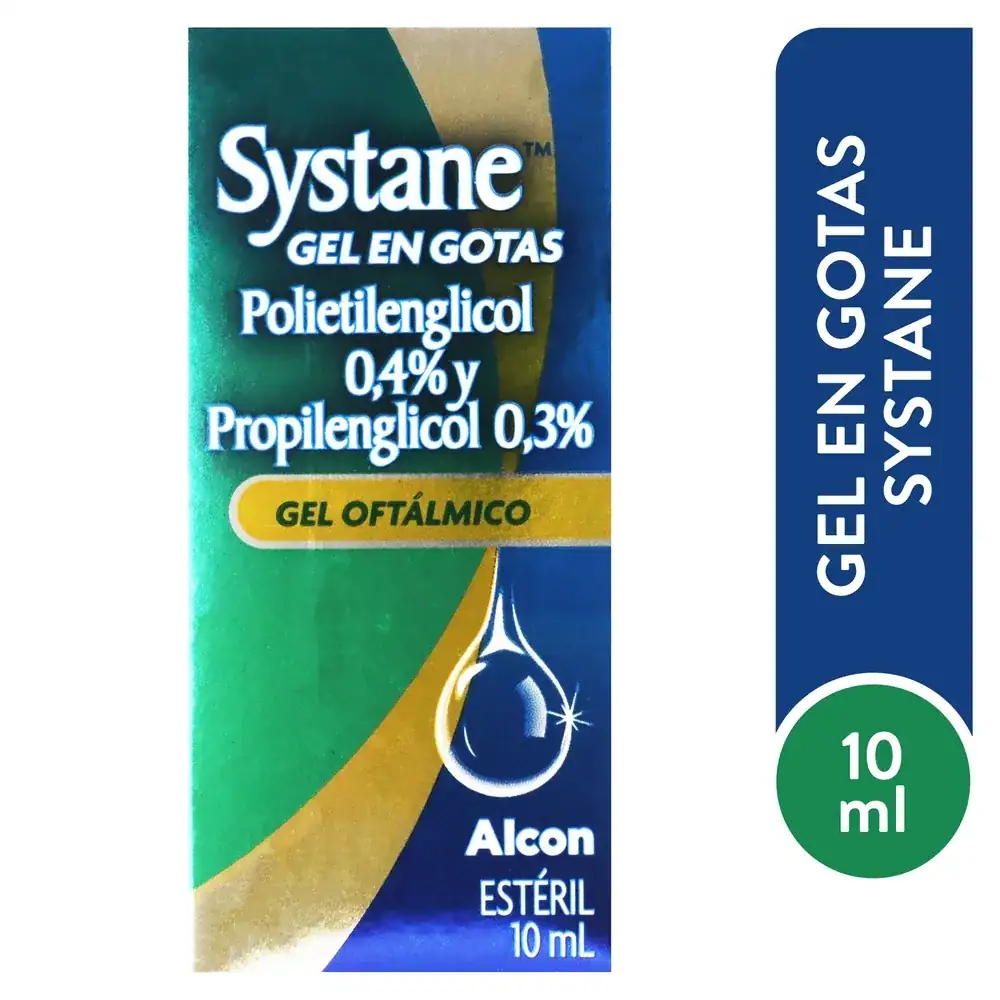 Systane™
GEL EN GOTAS
Polietilenglicol
0,4% y
Propilenglicol 0,3%
GEL OFTÁLMICO
Alcon
ESTÉRIL
10 mL
GEL EN GOTAS
SYSTANE
10
ml